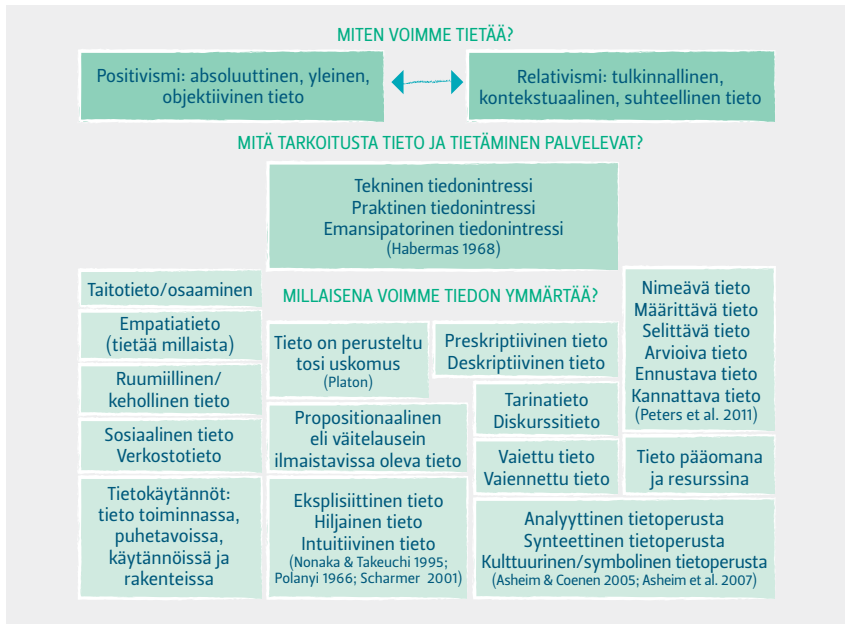 MITEN VOIMME TIETÄÄ?
Positivismi: absoluuttinen, yleinen,
objektiivinen tieto
Relativismi: tulkinnallinen,
kontekstuaalinen, suhteellinen tieto
MITÄ TARKOITUSTA TIETO JA TIETÄMINEN PALVELEVAT?
Tekninen tiedonintressi
Praktinen tiedonintressi
Emansipatorinen tiedonintressi
(Habermas 1968)
MILLAISENA VOIMME TIEDON YMMÄRTÄÄ?
Taitotieto/osaaminen
Empatiatieto
(tietää millaista)
Ruumiillinen/
kehollinen tieto
Sosiaalinen tieto
Verkostotieto
Tietokäytännöt:
tieto toiminnassa,
puhetavoissa,
käytännöissä ja
rakenteissa
Tieto on perusteltu
tosi uskomus
(Platon)
Propositionaalinen
eli väitelausein
ilmaistavissa oleva tieto
Eksplisiittinen tieto
Hiljainen tieto
Intuitiivinen tieto
(Nonaka & Takeuchi 1995;
Polanyi 1966; Scharmer 2001)
Preskriptiivinen tieto
Deskriptiivinen tieto
Tarinatieto
Diskurssitieto
Vaiettu tieto
Vaiennettu tieto
Nimeävä tieto
Määrittävä tieto
Selittävä tieto
Arvioiva tieto
Ennustava tieto
Kannattava tieto
(Peters et al. 2011)
Tieto pääomana
ja resurssina
Analyyttinen tietoperusta
Synteettinen tietoperusta
Kulttuurinen/symbolinen tietoperusta
(Asheim & Coenen 2005; Asheim et al. 2007)